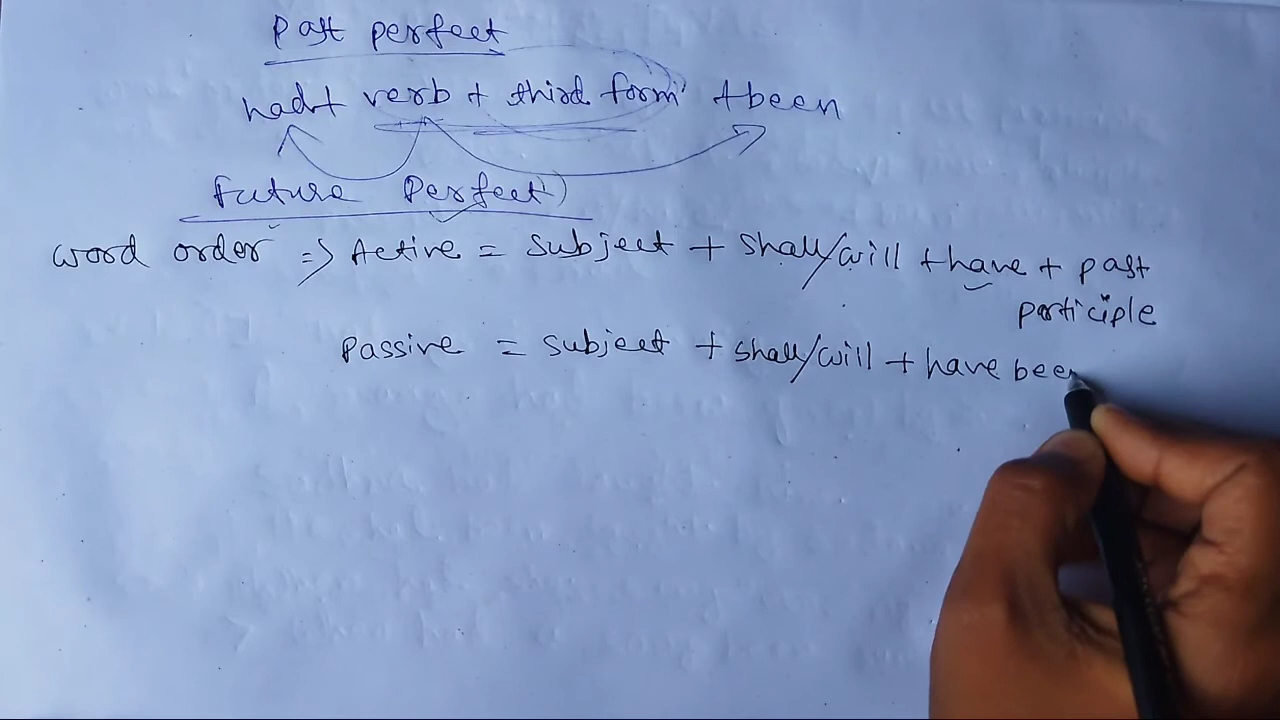 Past perfect
had+ verb + third form +been
Future Perfect
word order => Active = subject + shall/will + have + past
participle
Passive = subject + shall/will + have been